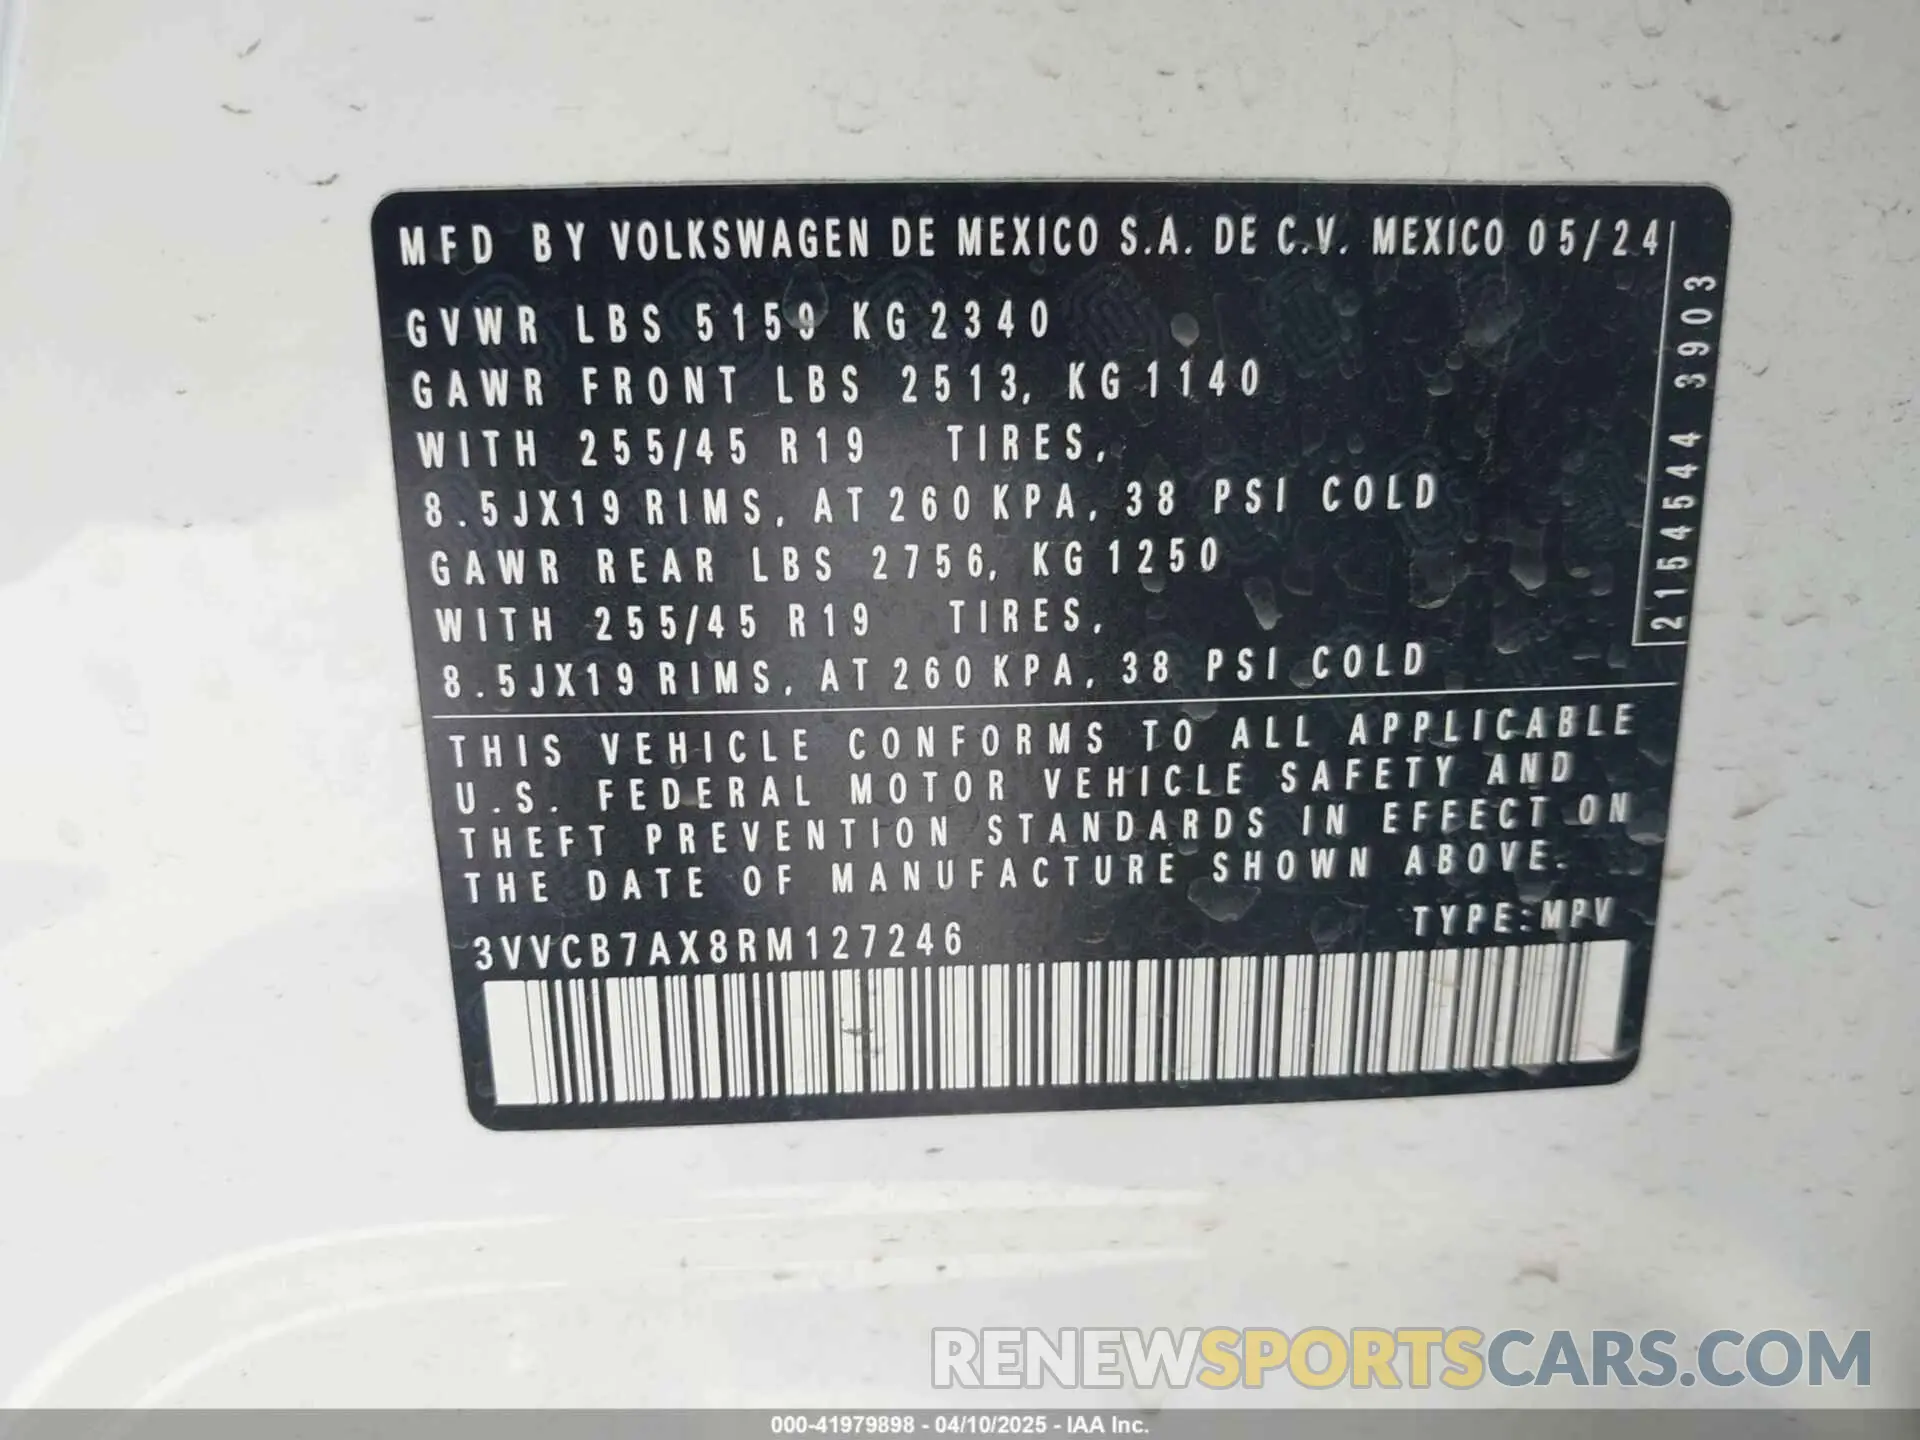 MFD BY VOLKSWAGEN DE MEXICO S.A. DE C.V. MEXICO 05/24
GVWR LBS 5159 KG 2340
GAWR FRONT LBS 2513, KG 1140
WITH 255/45 R19 TIRES,
8.5JX19 RIMS, AT 260 KPA, 38 PSI COLD
GAWR REAR LBS 2756, KG 1250
WITH 255/45 R19 TIRES,
8.5JX19 RIMS, AT 260 KPA, 38 PSI COLD
2154544 3903
THIS VEHICLE CONFORMS TO ALL APPLICABLE
U.S. FEDERAL MOTOR VEHICLE SAFETY AND
THEFT PREVENTION STANDARDS IN EFFECT ON
THE DATE OF MANUFACTURE SHOWN ABOVE.
TYPE: MPV
3VVCB7AX8RM127246
RENEWSPORTSCARS.COM
000-41979898 - 04/10/2025 - IAA Inc.